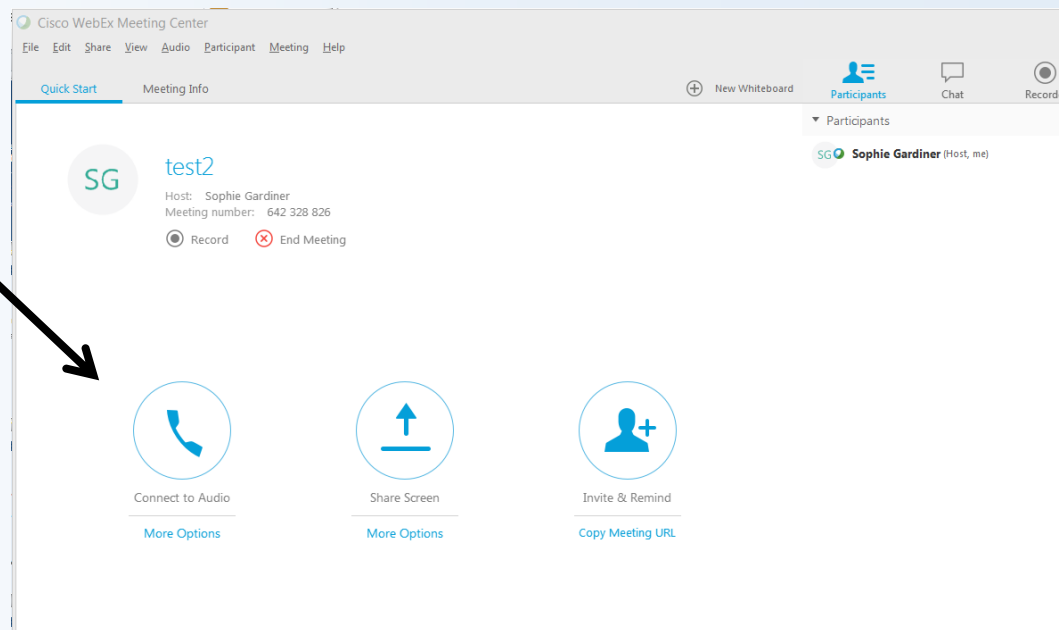 Cisco WebEx Meeting Center
File Edit Share View Audio Participant Meeting Help
Quick Start Meeting Info New Whiteboard Participants Chat Record
Participants
SG Sophie Gardiner (Host, me)
SG
test2
Host: Sophie Gardiner
Meeting number: 642 328 826
Record End Meeting
Connect to Audio Share Screen Invite & Remind
More Options More Options Copy Meeting URL